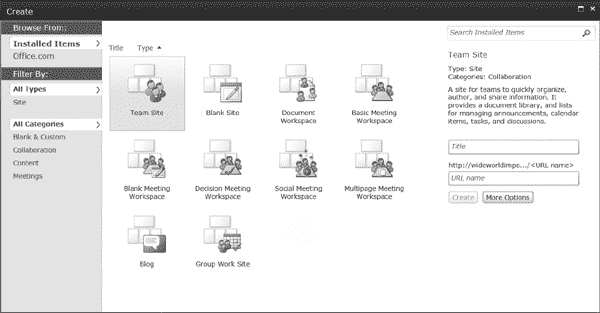 Create
Browse From:
Installed Items
Office.com
Filter By:
All Types
Site
All Categories
Blank & Custom
Collaboration
Content
Meetings
Title Type
Team Site
Blank Site
Document
Workspace
Basic Meeting
Workspace
Blank Meeting
Workspace
Decision Meeting
Workspace
Social Meeting
Workspace
Multipage Meeting
Workspace
Blog
Group Work Site
Search Installed Items
Team Site
Type: Site
Categories: Collaboration
A site for teams to quickly organize,
author, and share information. It
provides a document library, and lists
for managing announcements, calendar
items, tasks, and discussions.
Title
http://wideworldimpo.../<URL name>
URL name
Create More Options